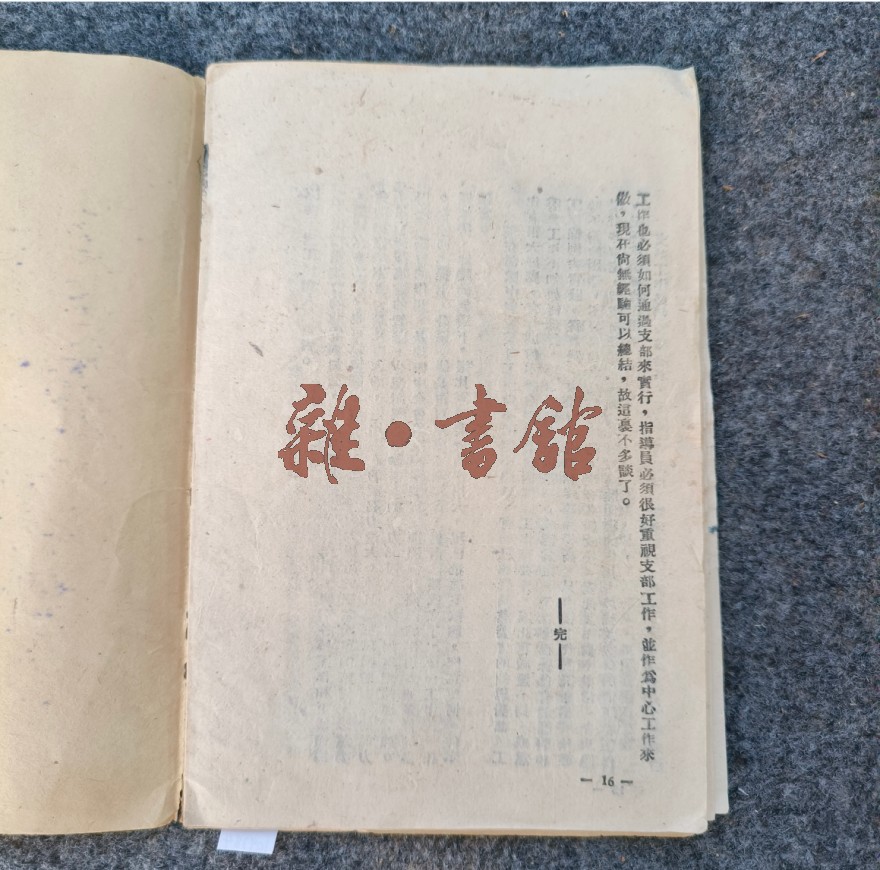 工作也必須如何通過支部來實行，指導員必須很好重視支部工作，並作爲中心工作來
做，現在尙無經驗可以總結，故這裏不多談了。
—完—
— 16 —
雜·書館